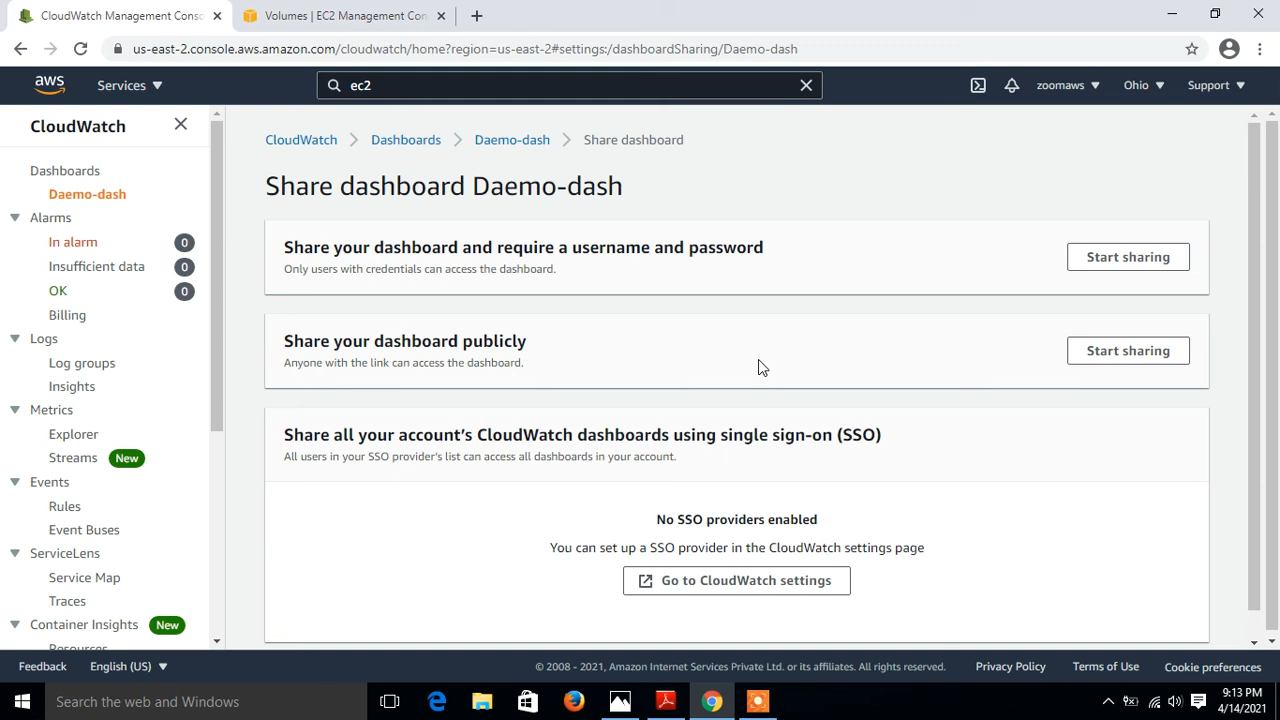 CloudWatch Management Conso
Volumes | EC2 Management Con
us-east-2.console.aws.amazon.com/cloudwatch/home?region=us-east-2#settings:/dashboardSharing/Daemo-dash
aws
Services
ec2
zoomaws
Ohio
Support
CloudWatch
Dashboards
Daemo-dash
Alarms
In alarm 0
Insufficient data 0
OK 0
Billing
Logs
Log groups
Insights
Metrics
Explorer
Streams New
Events
Rules
Event Buses
ServiceLens
Service Map
Traces
Container Insights New
Resources
CloudWatch Dashboards Daemo-dash Share dashboard
Share dashboard Daemo-dash
Share your dashboard and require a username and password
Only users with credentials can access the dashboard.
Start sharing
Share your dashboard publicly
Anyone with the link can access the dashboard.
Start sharing
Share all your account's CloudWatch dashboards using single sign-on (SSO)
All users in your SSO provider's list can access all dashboards in your account.
No SSO providers enabled
You can set up a SSO provider in the CloudWatch settings page
Go to CloudWatch settings
Feedback
English (US)
© 2008 - 2021, Amazon Internet Services Private Ltd. or its affiliates. All rights reserved.
Privacy Policy
Terms of Use
Cookie preferences
Search the web and Windows
9:13 PM
4/14/2021